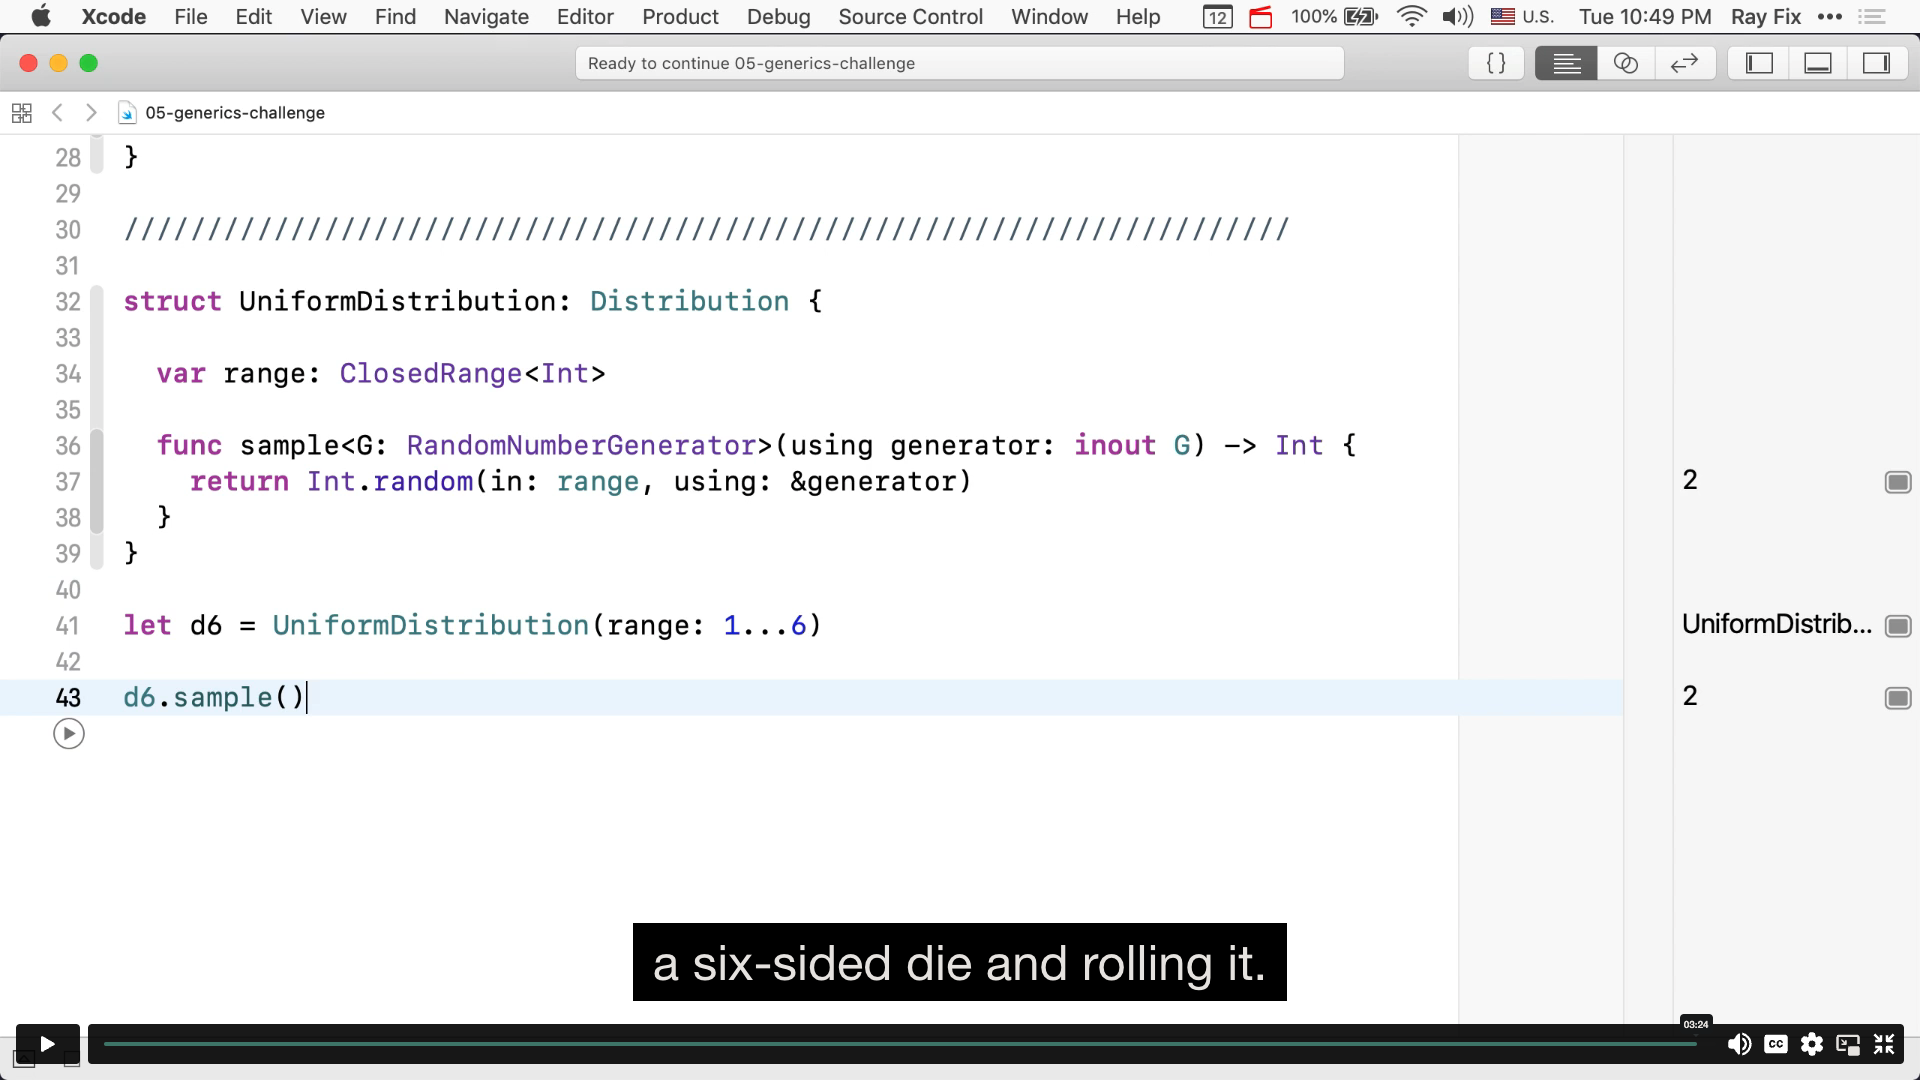 Xcode File Edit View Find Navigate Editor Product Debug Source Control Window Help 12 100% U.S. Tue 10:49 PM Ray Fix
Ready to continue 05-generics-challenge
{ }
05-generics-challenge
28 }
29
30 ///////////////////////////////////////////////////////////////////////
31
32 struct UniformDistribution: Distribution {
33
34 var range: ClosedRange<Int>
35
36 func sample<G: RandomNumberGenerator>(using generator: inout G) -> Int {
37 return Int.random(in: range, using: &generator) 2
38 }
39 }
40
41 let d6 = UniformDistribution(range: 1...6) UniformDistrib...
42
43 d6.sample() 2
a six-sided die and rolling it.
03:24
CC